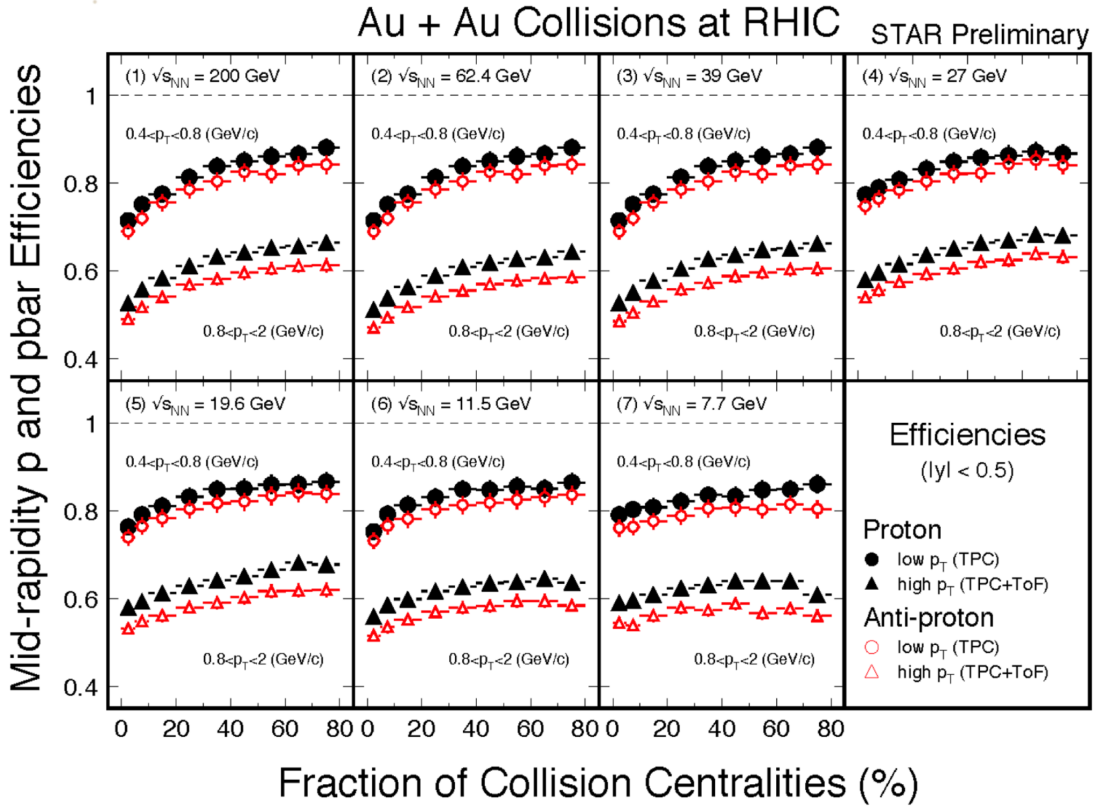 Au + Au Collisions at RHIC
STAR Preliminary
Mid-rapidity p and pbar Efficiencies
(1) √sNN = 200 GeV
(2) √sNN = 62.4 GeV
(3) √sNN = 39 GeV
(4) √sNN = 27 GeV
1
0.4<pT<0.8 (GeV/c)
0.4<pT<0.8 (GeV/c)
0.4<pT<0.8 (GeV/c)
0.4<pT<0.8 (GeV/c)
0.8
0.6
0.8<pT<2 (GeV/c)
0.8<pT<2 (GeV/c)
0.8<pT<2 (GeV/c)
0.8<pT<2 (GeV/c)
0.4
(5) √sNN = 19.6 GeV
(6) √sNN = 11.5 GeV
(7) √sNN = 7.7 GeV
1
0.4<pT<0.8 (GeV/c)
0.4<pT<0.8 (GeV/c)
0.4<pT<0.8 (GeV/c)
0.8
0.6
0.8<pT<2 (GeV/c)
0.8<pT<2 (GeV/c)
0.8<pT<2 (GeV/c)
0.4
Efficiencies
(|y| < 0.5)
Proton
low pT (TPC)
high pT (TPC+ToF)
Anti-proton
low pT (TPC)
high pT (TPC+ToF)
0 20 40 60 80 0 20 40 60 80 0 20 40 60 80
Fraction of Collision Centralities (%)